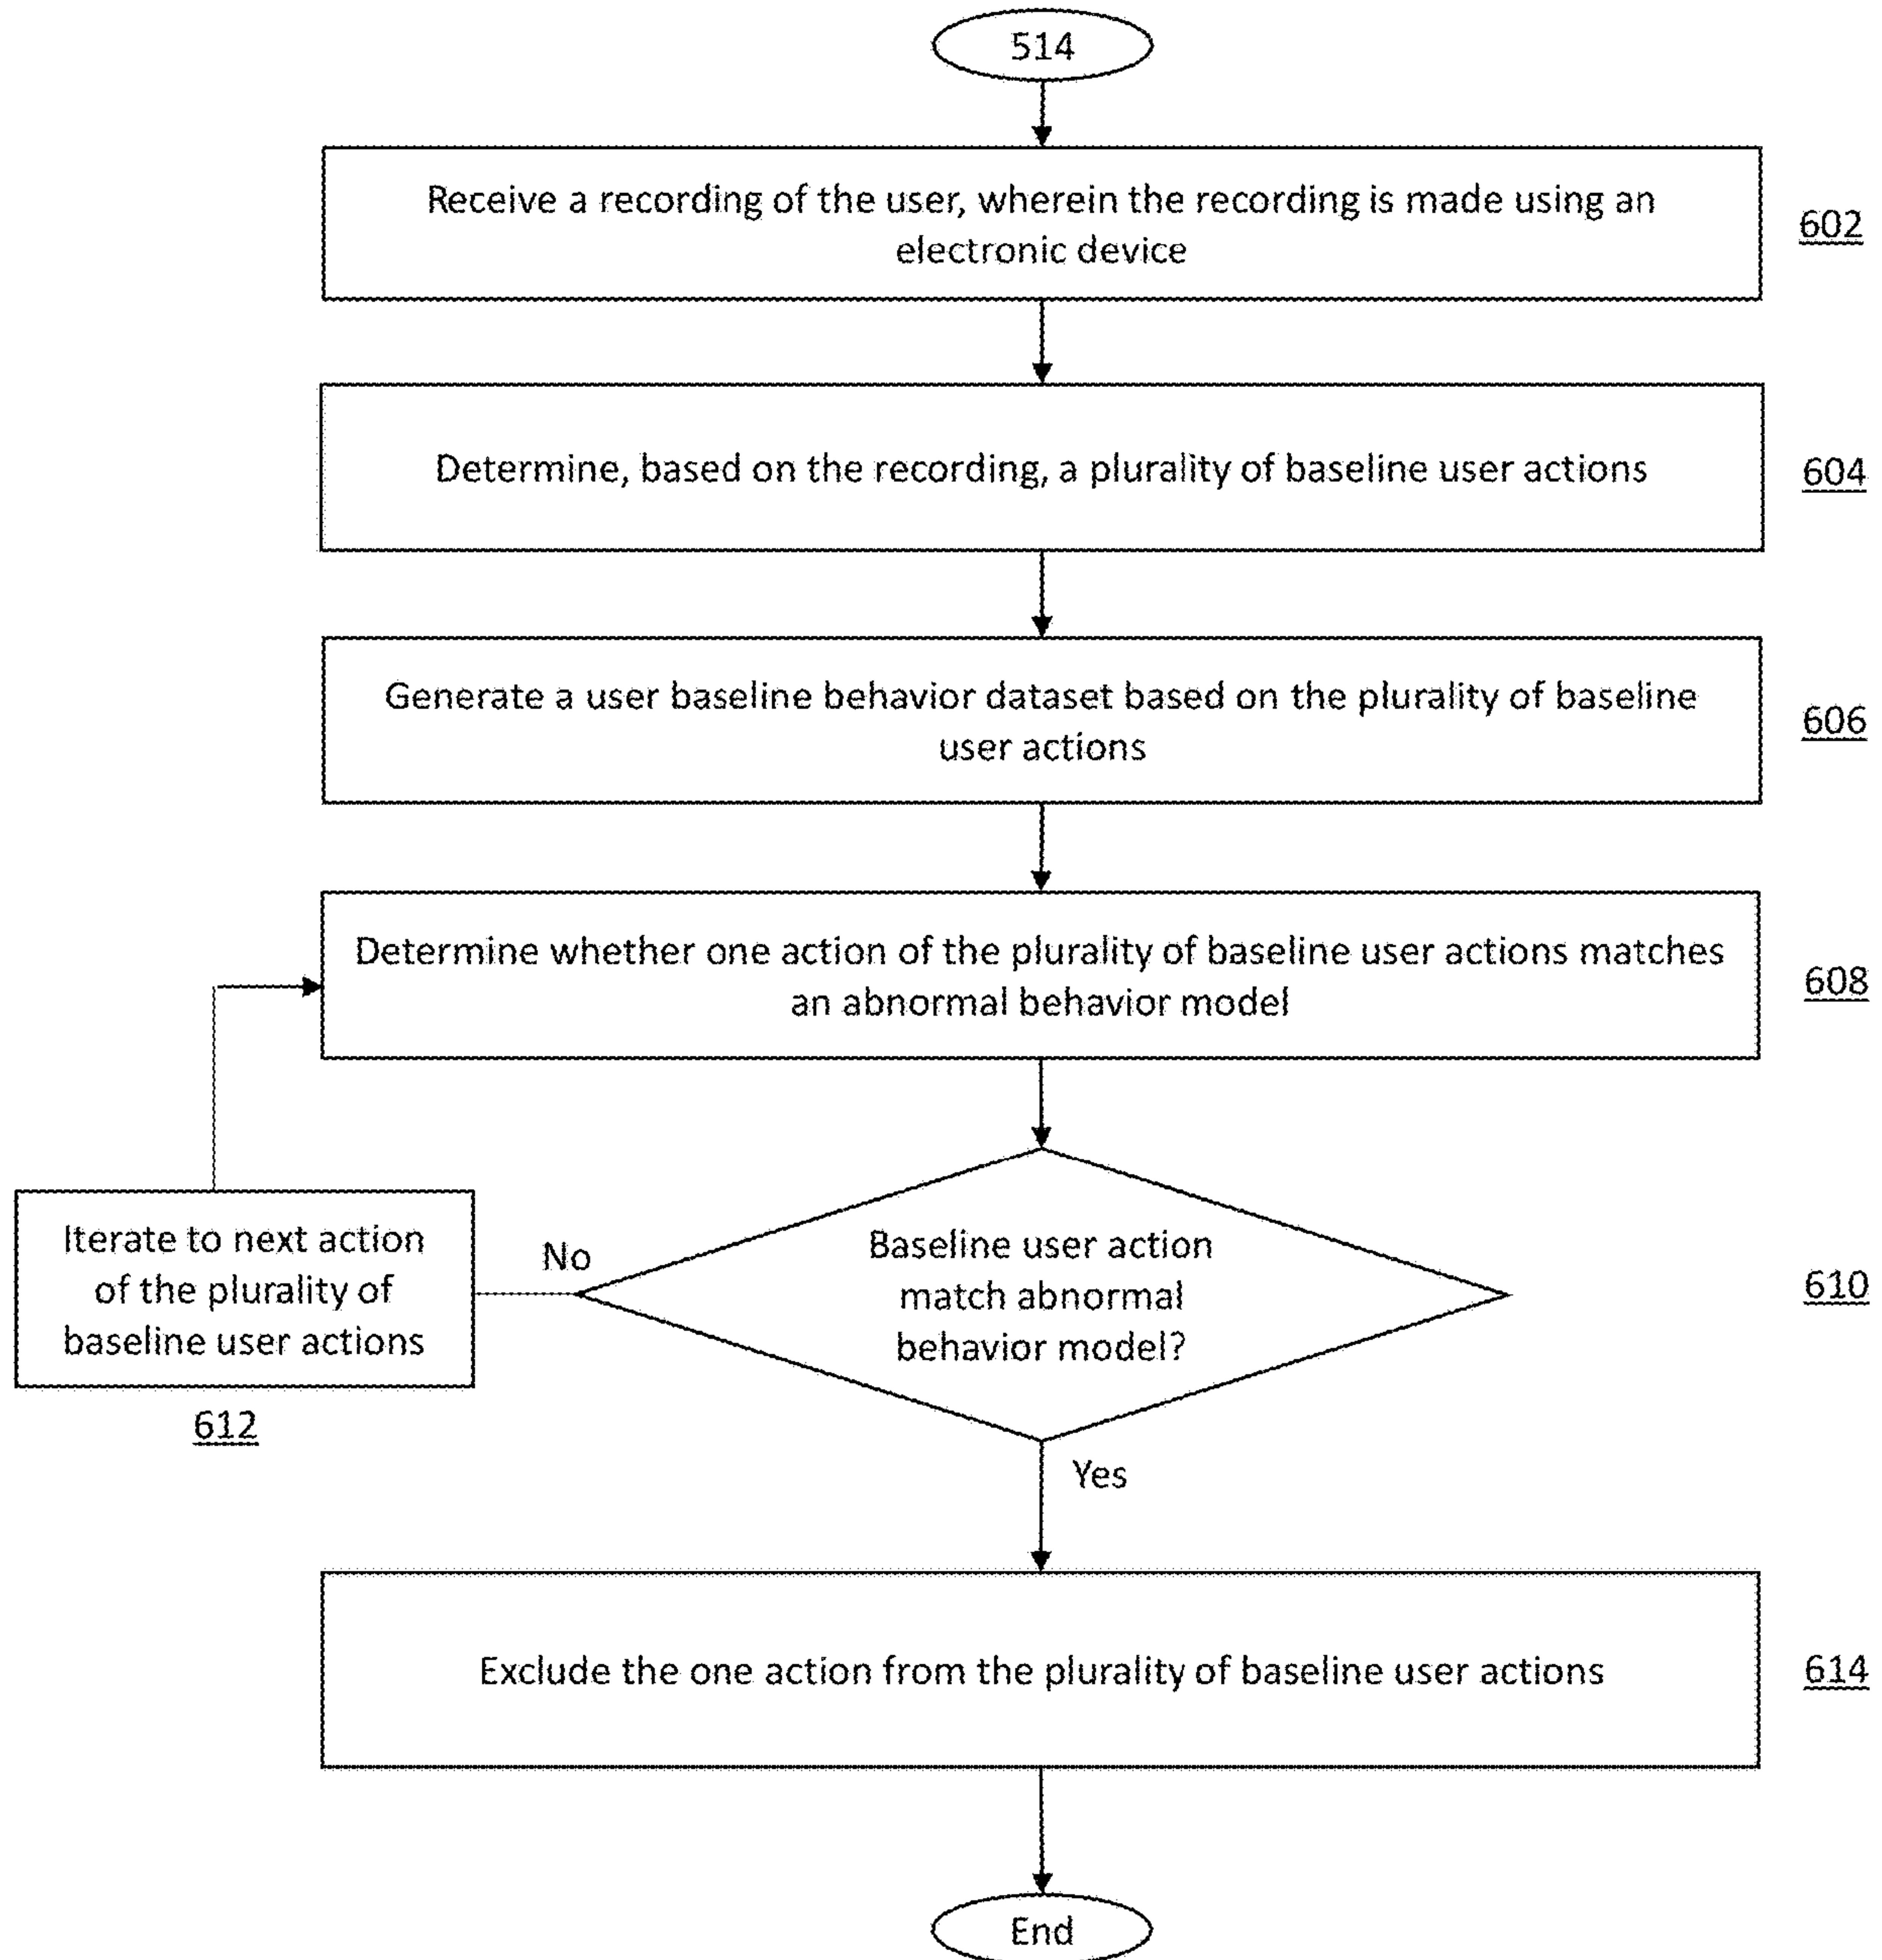 514
Receive a recording of the user, wherein the recording is made using an
electronic device
602
Determine, based on the recording, a plurality of baseline user actions
604
Generate a user baseline behavior dataset based on the plurality of baseline
user actions
606
Determine whether one action of the plurality of baseline user actions matches
an abnormal behavior model
608
Baseline user action
match abnormal
behavior model?
610
No
Iterate to next action
of the plurality of
baseline user actions
612
Yes
Exclude the one action from the plurality of baseline user actions
614
End